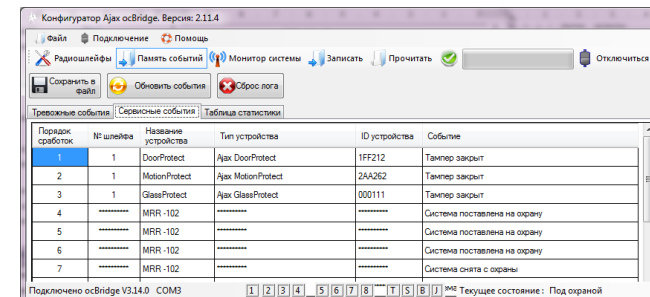 Конфигуратор Ajax ocBridge. Версия: 2.11.4
Файл Подключение Помощь
Радиошлейфы Память событий Монитор системы Записать Прочитать Отключиться
Сохранить в файл Обновить события Сброс лога
Тревожные события Сервисные события Таблица статистики
Порядок сработок № шлейфа Название устройства Тип устройства ID устройства Событие
1 1 DoorProtect Ajax DoorProtect 1FF212 Тампер закрыт
2 1 MotionProtect Ajax MotionProtect 2AA262 Тампер закрыт
3 1 GlassProtect Ajax GlassProtect 000111 Тампер закрыт
4 ********** MRR -102 ********** ********** Система поставлена на охрану
5 ********** MRR -102 ********** ********** Система поставлена на охрану
6 ********** MRR -102 ********** ********** Система поставлена на охрану
7 ********** MRR -102 ********** ********** Система снята с охраны
Подключено ocBridge V3.14.0 COM3 1 2 3 4 5 6 7 8 T S B J Текущее состояние : Под охраной